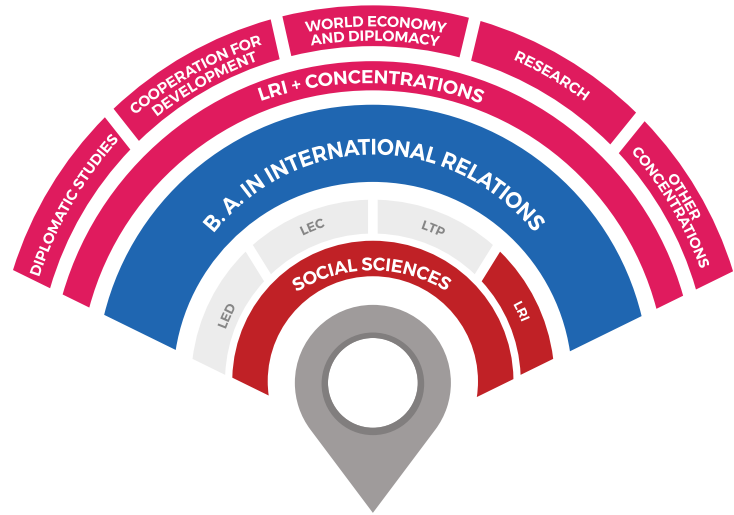 WORLD ECONOMY
AND DIPLOMACY
COOPERATION FOR
DEVELOPMENT
RESEARCH
DIPLOMATIC STUDIES
OTHER
CONCENTRATIONS
LRI + CONCENTRATIONS
B. A. IN INTERNATIONAL RELATIONS
LED
LEC
LTP
LRI
SOCIAL SCIENCES